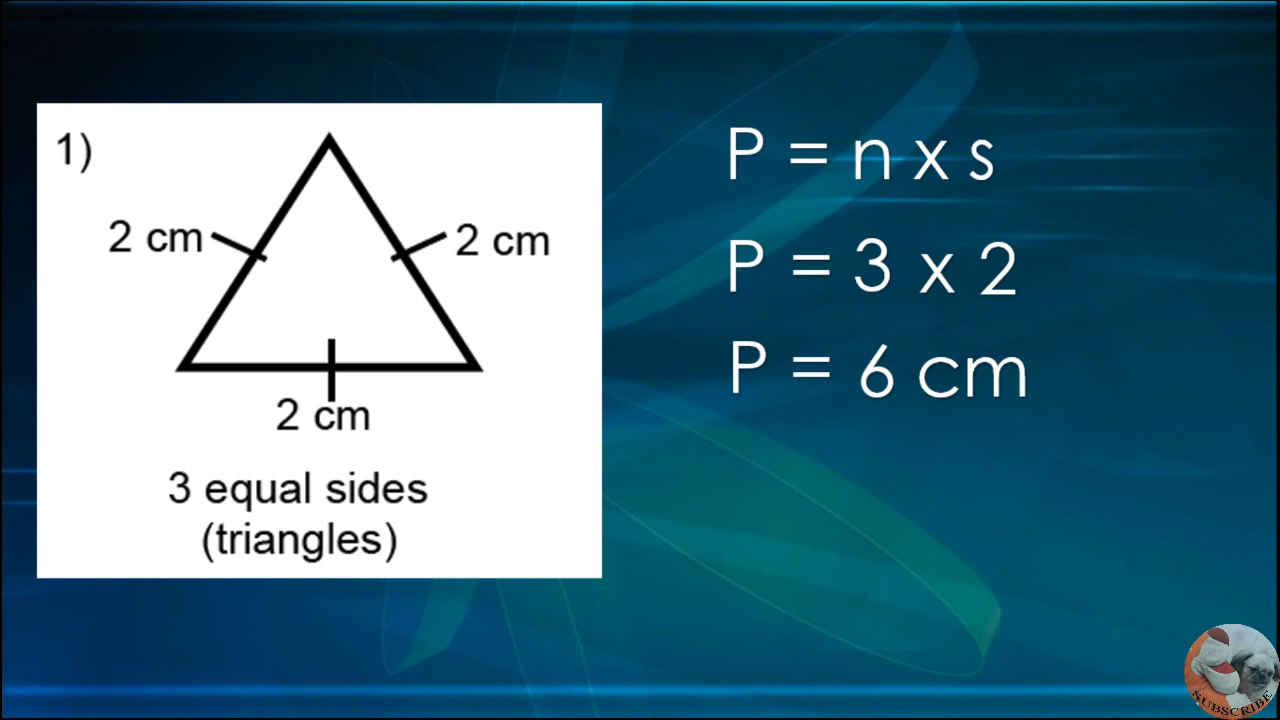 1)
2 cm
2 cm
2 cm
3 equal sides
(triangles)
P = n x s
P = 3 x 2
P = 6 cm
SUBSCRIBE